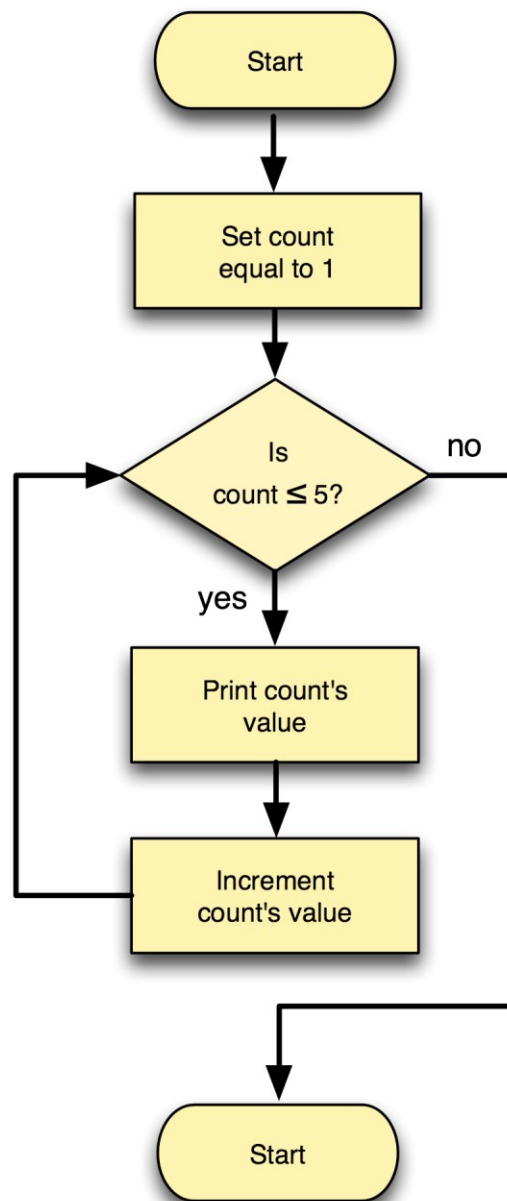 Start
Set count
equal to 1
Is
count ≤ 5?
no
yes
Print count's
value
Increment
count's value
Start